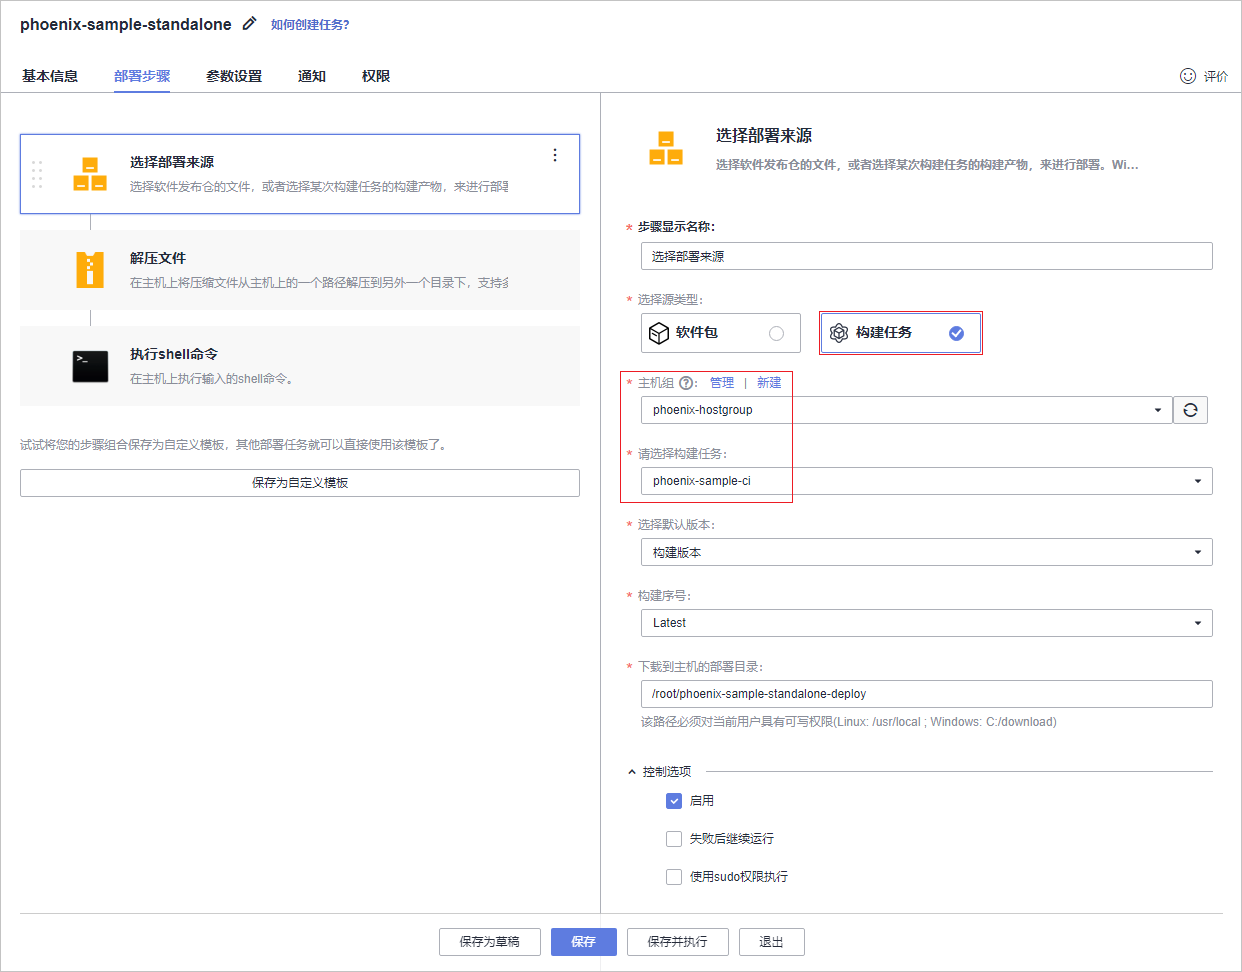 phoenix-sample-standalone 如何创建任务?
基本信息 部署步骤 参数设置 通知 权限 评价
选择部署来源
选择软件发布仓的文件，或者选择某次构建任务的构建产物，来进行部署
解压文件
在主机上将压缩文件从主机上的一个路径解压到另外一个目录下，支持多
执行shell命令
在主机上执行输入的shell命令。
试试将您的步骤组合保存为自定义模板，其他部署任务就可以直接使用该模板了。
保存为自定义模板
选择部署来源
选择软件发布仓的文件，或者选择某次构建任务的构建产物，来进行部署。Wi...
* 步骤显示名称:
选择部署来源
* 选择源类型:
软件包 构建任务
* 主机组 ? : 管理 | 新建
phoenix-hostgroup
* 请选择构建任务:
phoenix-sample-ci
* 选择默认版本:
构建版本
* 构建序号:
Latest
* 下载到主机的部署目录:
/root/phoenix-sample-standalone-deploy
该路径必须对当前用户具有可写权限(Linux: /usr/local ; Windows: C:/download)
控制选项
启用
失败后继续运行
使用sudo权限执行
保存为草稿 保存 保存并执行 退出